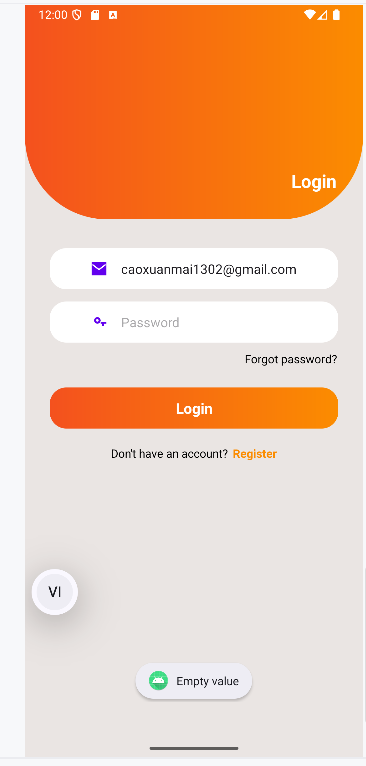 12:00
Login
caoxuanmai1302@gmail.com
Password
Forgot password?
Login
Don't have an account? Register
VI
Empty value